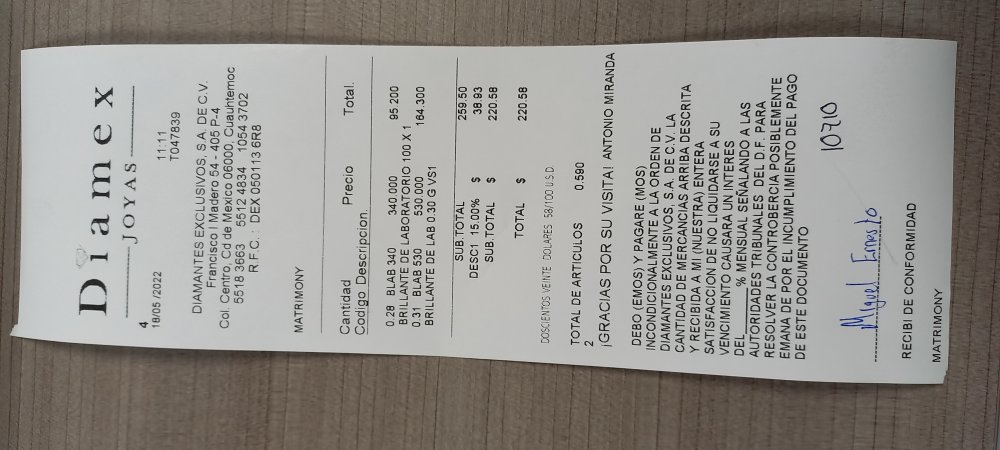 Diamex
JOYAS
4
19/05 /2022 11:11
T047839
DIAMANTES EXCLUSIVOS, S.A. DE C.V.
Francisco I Madero 54 - 405 P-4
Col. Centro, Cd de Mexico 06000, Cuauhtemoc
5518 3663 5512 4834 1054 3702
R.F.C. : DEX 050113 6R8
MATRIMONY
Cantidad Precio Total.
Codigo Descripcion.
0.28 BLAB 340 340.000 95.200
BRILLANTE DE LABORATORIO 100 X 1
0.31 BLAB 530 530.000 164.300
BRILLANTE DE LAB 0.30 G VS1
SUB.TOTAL 259.50
DESC1 15.00% $ 38.93
SUB.TOTAL $ 220.58
TOTAL $ 220.58
DOSCIENTOS VEINTE DOLARES 58/100 U.S.D.
TOTAL DE ARTICULOS 0.590
2
¡GRACIAS POR SU VISITA! ANTONIO MIRANDA
DEBO (EMOS) Y PAGARE (MOS)
INCONDICIONALMENTE A LA ORDEN DE
DIAMANTES EXCLUSIVOS, S.A. DE C.V. LA
CANTIDAD DE MERCANCIAS ARRIBA DESCRITA
Y RECIBIDA A MI (NUESTRA) ENTERA
SATISFACCION DE NO LIQUIDARSE A SU
VENCIMIENTO CAUSARA UN INTERES
DEL____% MENSUAL SEÑALANDO A LAS
AUTORIDADES TRIBUNALES DEL D.F. PARA
RESOLVER LA CONTROBERCIA POSIBLEMENTE
EMANA DE POR EL INCUMPLIMIENTO DEL PAGO
DE ESTE DOCUMENTO
Miguel Ernesto 10710
RECIBI DE CONFORMIDAD
MATRIMONY